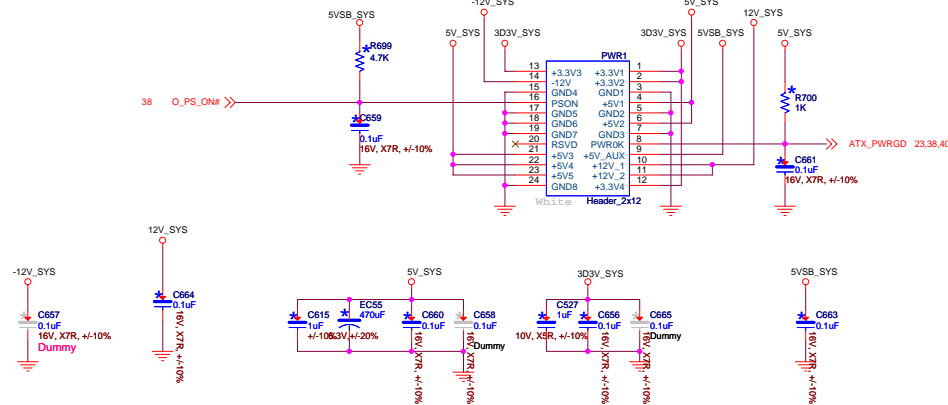 -12V_SYS
5V_SYS
5VSB_SYS
12V_SYS
5V_SYS
3D3V_SYS
3D3V_SYS
5VSB_SYS
5V_SYS
R699
4.7K
PWR1
13 +3.3V3 +3.3V1 1
14 -12V +3.3V2 2
15 GND4 GND1 3
16 PSON +5V1 4
17 GND5 GND2 5
18 GND6 +5V2 6
19 GND7 GND3 7
20 RSVD PWR0K 8
21 +5V3 +5V_AUX 9
22 +5V4 +12V_1 10
23 +5V5 +12V_2 11
24 GND8 +3.3V4 12
White
Header_2x12
38 O_PS_ON#
C659
0.1uF
16V, X7R, +/-10%
R700
1K
ATX_PWRGD 23,38,40
C661
0.1uF
16V, X7R, +/-10%
-12V_SYS
C657
0.1uF
16V, X7R, +/-10%
Dummy
12V_SYS
C664
0.1uF
16V, X7R, +/-10%
5V_SYS
C615
1uF
+/-10%
EC55
470uF
6.3V,+/-20%
C660
0.1uF
16V, X7R, +/-10%
C658
0.1uF
16V, X7R, +/-10%
Dummy
3D3V_SYS
C527
1uF
10V, X5R, +/-10%
C656
0.1uF
16V, X7R, +/-10%
C665
0.1uF
16V, X7R, +/-10%
Dummy
5VSB_SYS
C663
0.1uF
16V, X7R, +/-10%